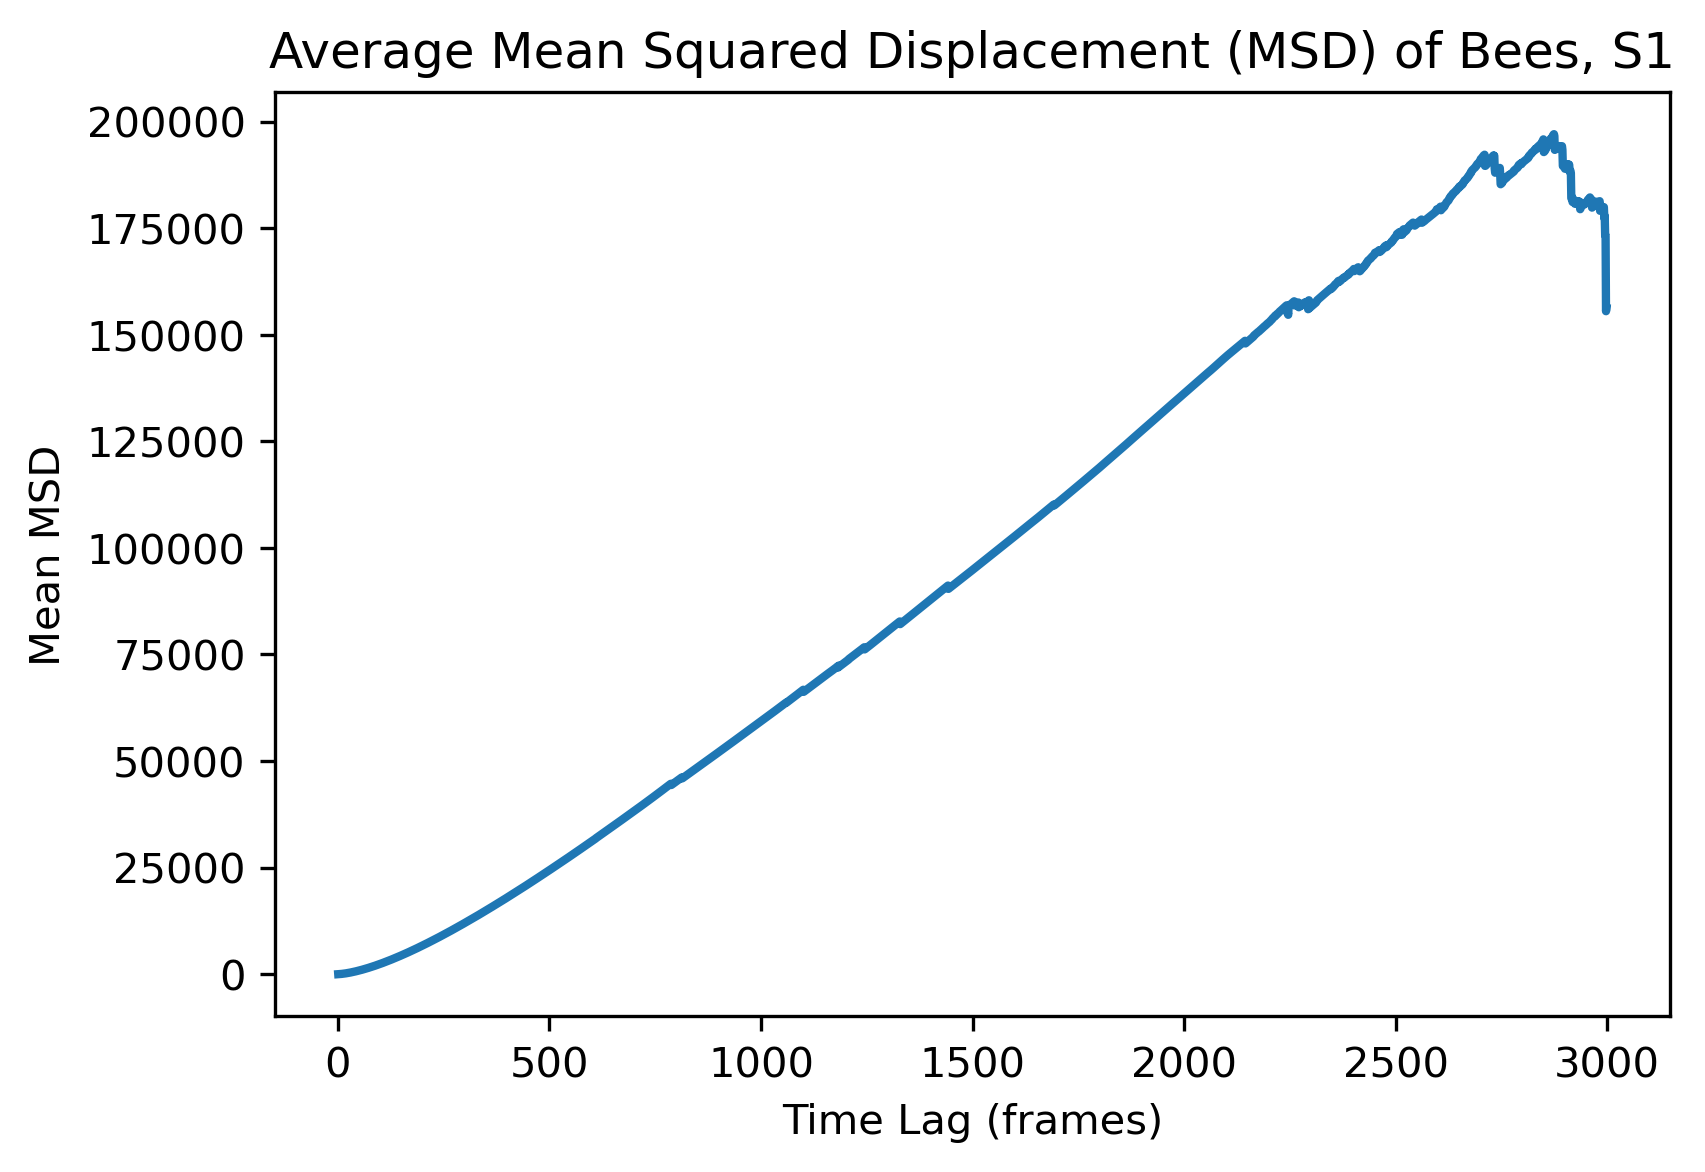 Average Mean Squared Displacement (MSD) of Bees, S1
200000
175000
150000
125000
100000
75000
50000
25000
0
Mean MSD
0 500 1000 1500 2000 2500 3000
Time Lag (frames)